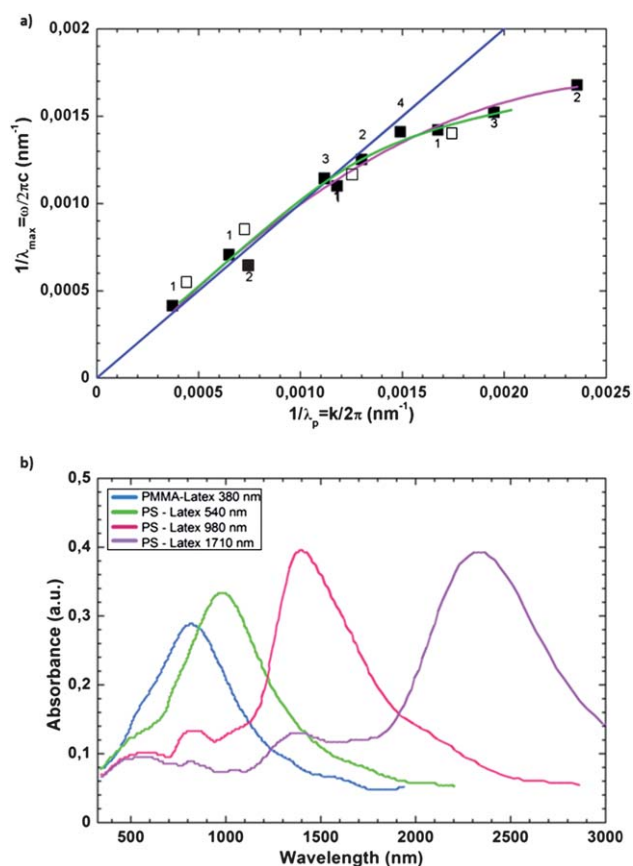 a)
0,002
0,0015
0,0010
0,0005
0
1/λmax=ω/2πc (nm-1)
4
2
3
1
3
2
1
1
1
2
0,0005 0,0010 0,0015 0,0020 0,0025
1/λp=k/2π (nm-1)
b)
0,5
0,4
0,3
0,2
0,1
0
Absorbance (a.u.)
PMMA-Latex 380 nm
PS - Latex 540 nm
PS - Latex 980 nm
PS - Latex 1710 nm
500 1000 1500 2000 2500 3000
Wavelength (nm)